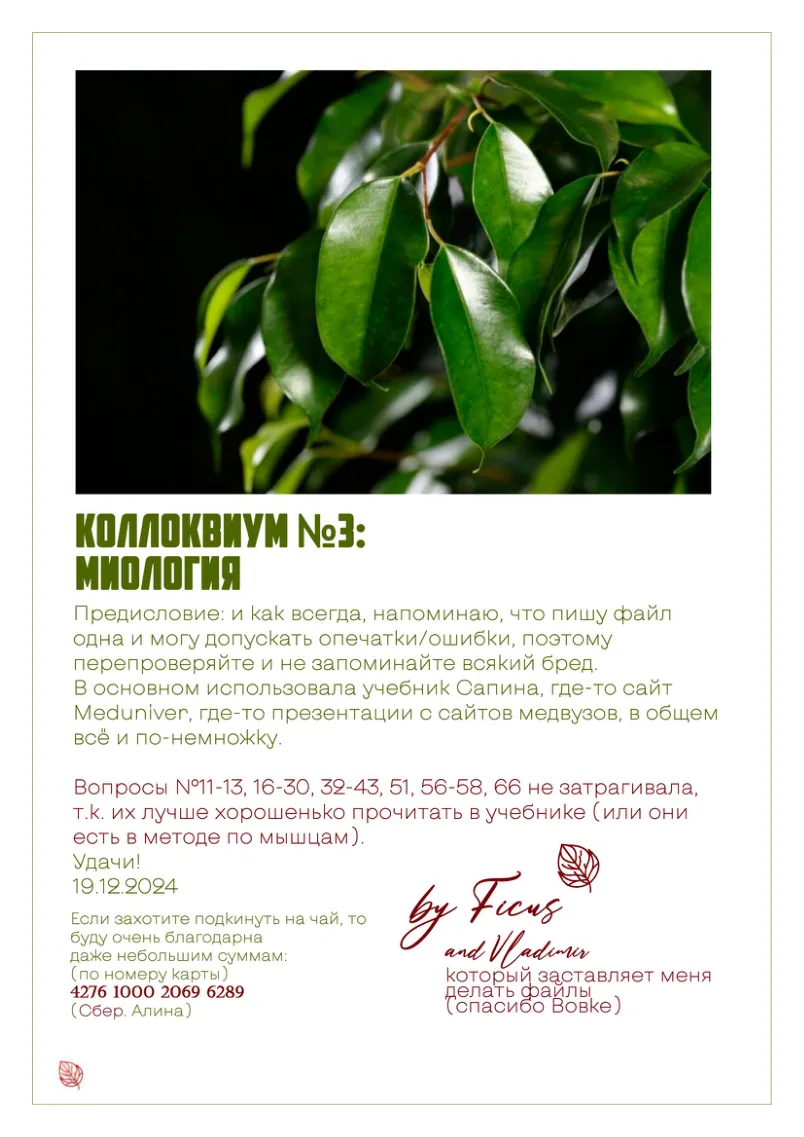 КОЛЛОКВИУМ №3:
МИОЛОГИЯ
Предисловие: и как всегда, напоминаю, что пишу файл
одна и могу допускать опечатки/ошибки, поэтому
перепроверяйте и не запоминайте всякий бред.
В основном использовала учебник Сапина, где-то сайт
Meduniver, где-то презентации с сайтов медвузов, в общем
всё и по-немножку.
Вопросы №11-13, 16-30, 32-43, 51, 56-58, 66 не затрагивала,
т.к. их лучше хорошенько прочитать в учебнике (или они
есть в методе по мышцам).
Удачи!
19.12.2024
Если захотите подкинуть на чай, то
буду очень благодарна
даже небольшим суммам:
(по номеру карты)
4276 1000 2069 6289
(Сбер. Алина)
by Ficus
and Vladimir
который заставляет меня
делать файлы
(спасибо Вовке)